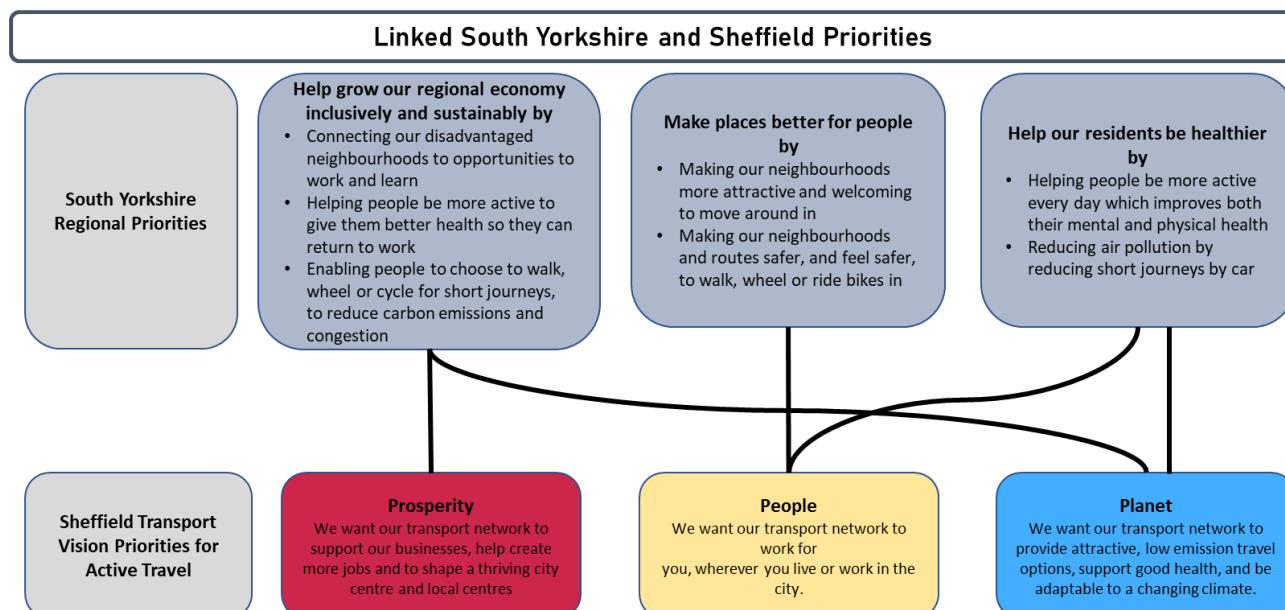 Linked South Yorkshire and Sheffield Priorities
South Yorkshire
Regional Priorities
Help grow our regional economy
inclusively and sustainably by
• Connecting our disadvantaged
neighbourhoods to opportunities to
work and learn
• Helping people be more active to
give them better health so they can
return to work
• Enabling people to choose to walk,
wheel or cycle for short journeys,
to reduce carbon emissions and
congestion
Make places better for people
by
• Making our neighbourhoods
more attractive and welcoming
to move around in
• Making our neighbourhoods
and routes safer, and feel safer,
to walk, wheel or ride bikes in
Help our residents be healthier
by
• Helping people be more active
every day which improves both
their mental and physical health
• Reducing air pollution by
reducing short journeys by car
Sheffield Transport
Vision Priorities for
Active Travel
Prosperity
We want our transport network to
support our businesses, help create
more jobs and to shape a thriving city
centre and local centres
People
We want our transport network to
work for
you, wherever you live or work in the
city.
Planet
We want our transport network to
provide attractive, low emission travel
options, support good health, and be
adaptable to a changing climate.